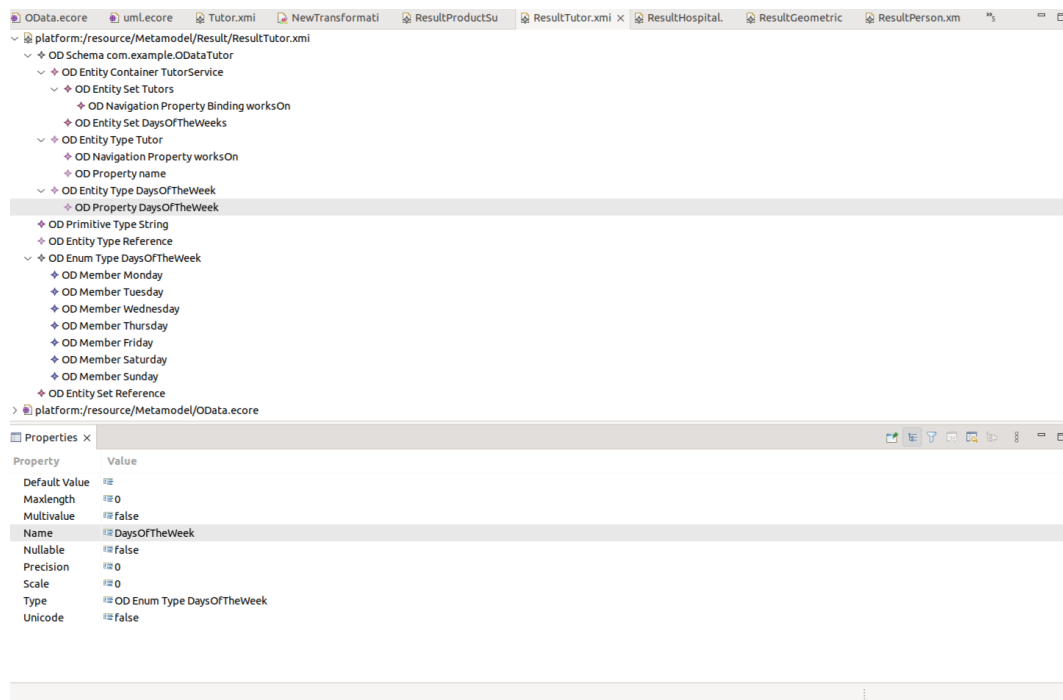 OData.ecore uml.ecore Tutor.xmi NewTransformati ResultProductSu ResultTutor.xmi ResultHospital. ResultGeometric ResultPerson.xm »5
platform:/resource/Metamodel/Result/ResultTutor.xmi
OD Schema com.example.ODataTutor
OD Entity Container TutorService
OD Entity Set Tutors
OD Navigation Property Binding worksOn
OD Entity Set DaysOfTheWeeks
OD Entity Type Tutor
OD Navigation Property worksOn
OD Property name
OD Entity Type DaysOfTheWeek
OD Property DaysOfTheWeek
OD Primitive Type String
OD Entity Type Reference
OD Enum Type DaysOfTheWeek
OD Member Monday
OD Member Tuesday
OD Member Wednesday
OD Member Thursday
OD Member Friday
OD Member Saturday
OD Member Sunday
OD Entity Set Reference
platform:/resource/Metamodel/OData.ecore
Properties
Property Value
Default Value
Maxlength 0
Multivalue false
Name DaysOfTheWeek
Nullable false
Precision 0
Scale 0
Type OD Enum Type DaysOfTheWeek
Unicode false